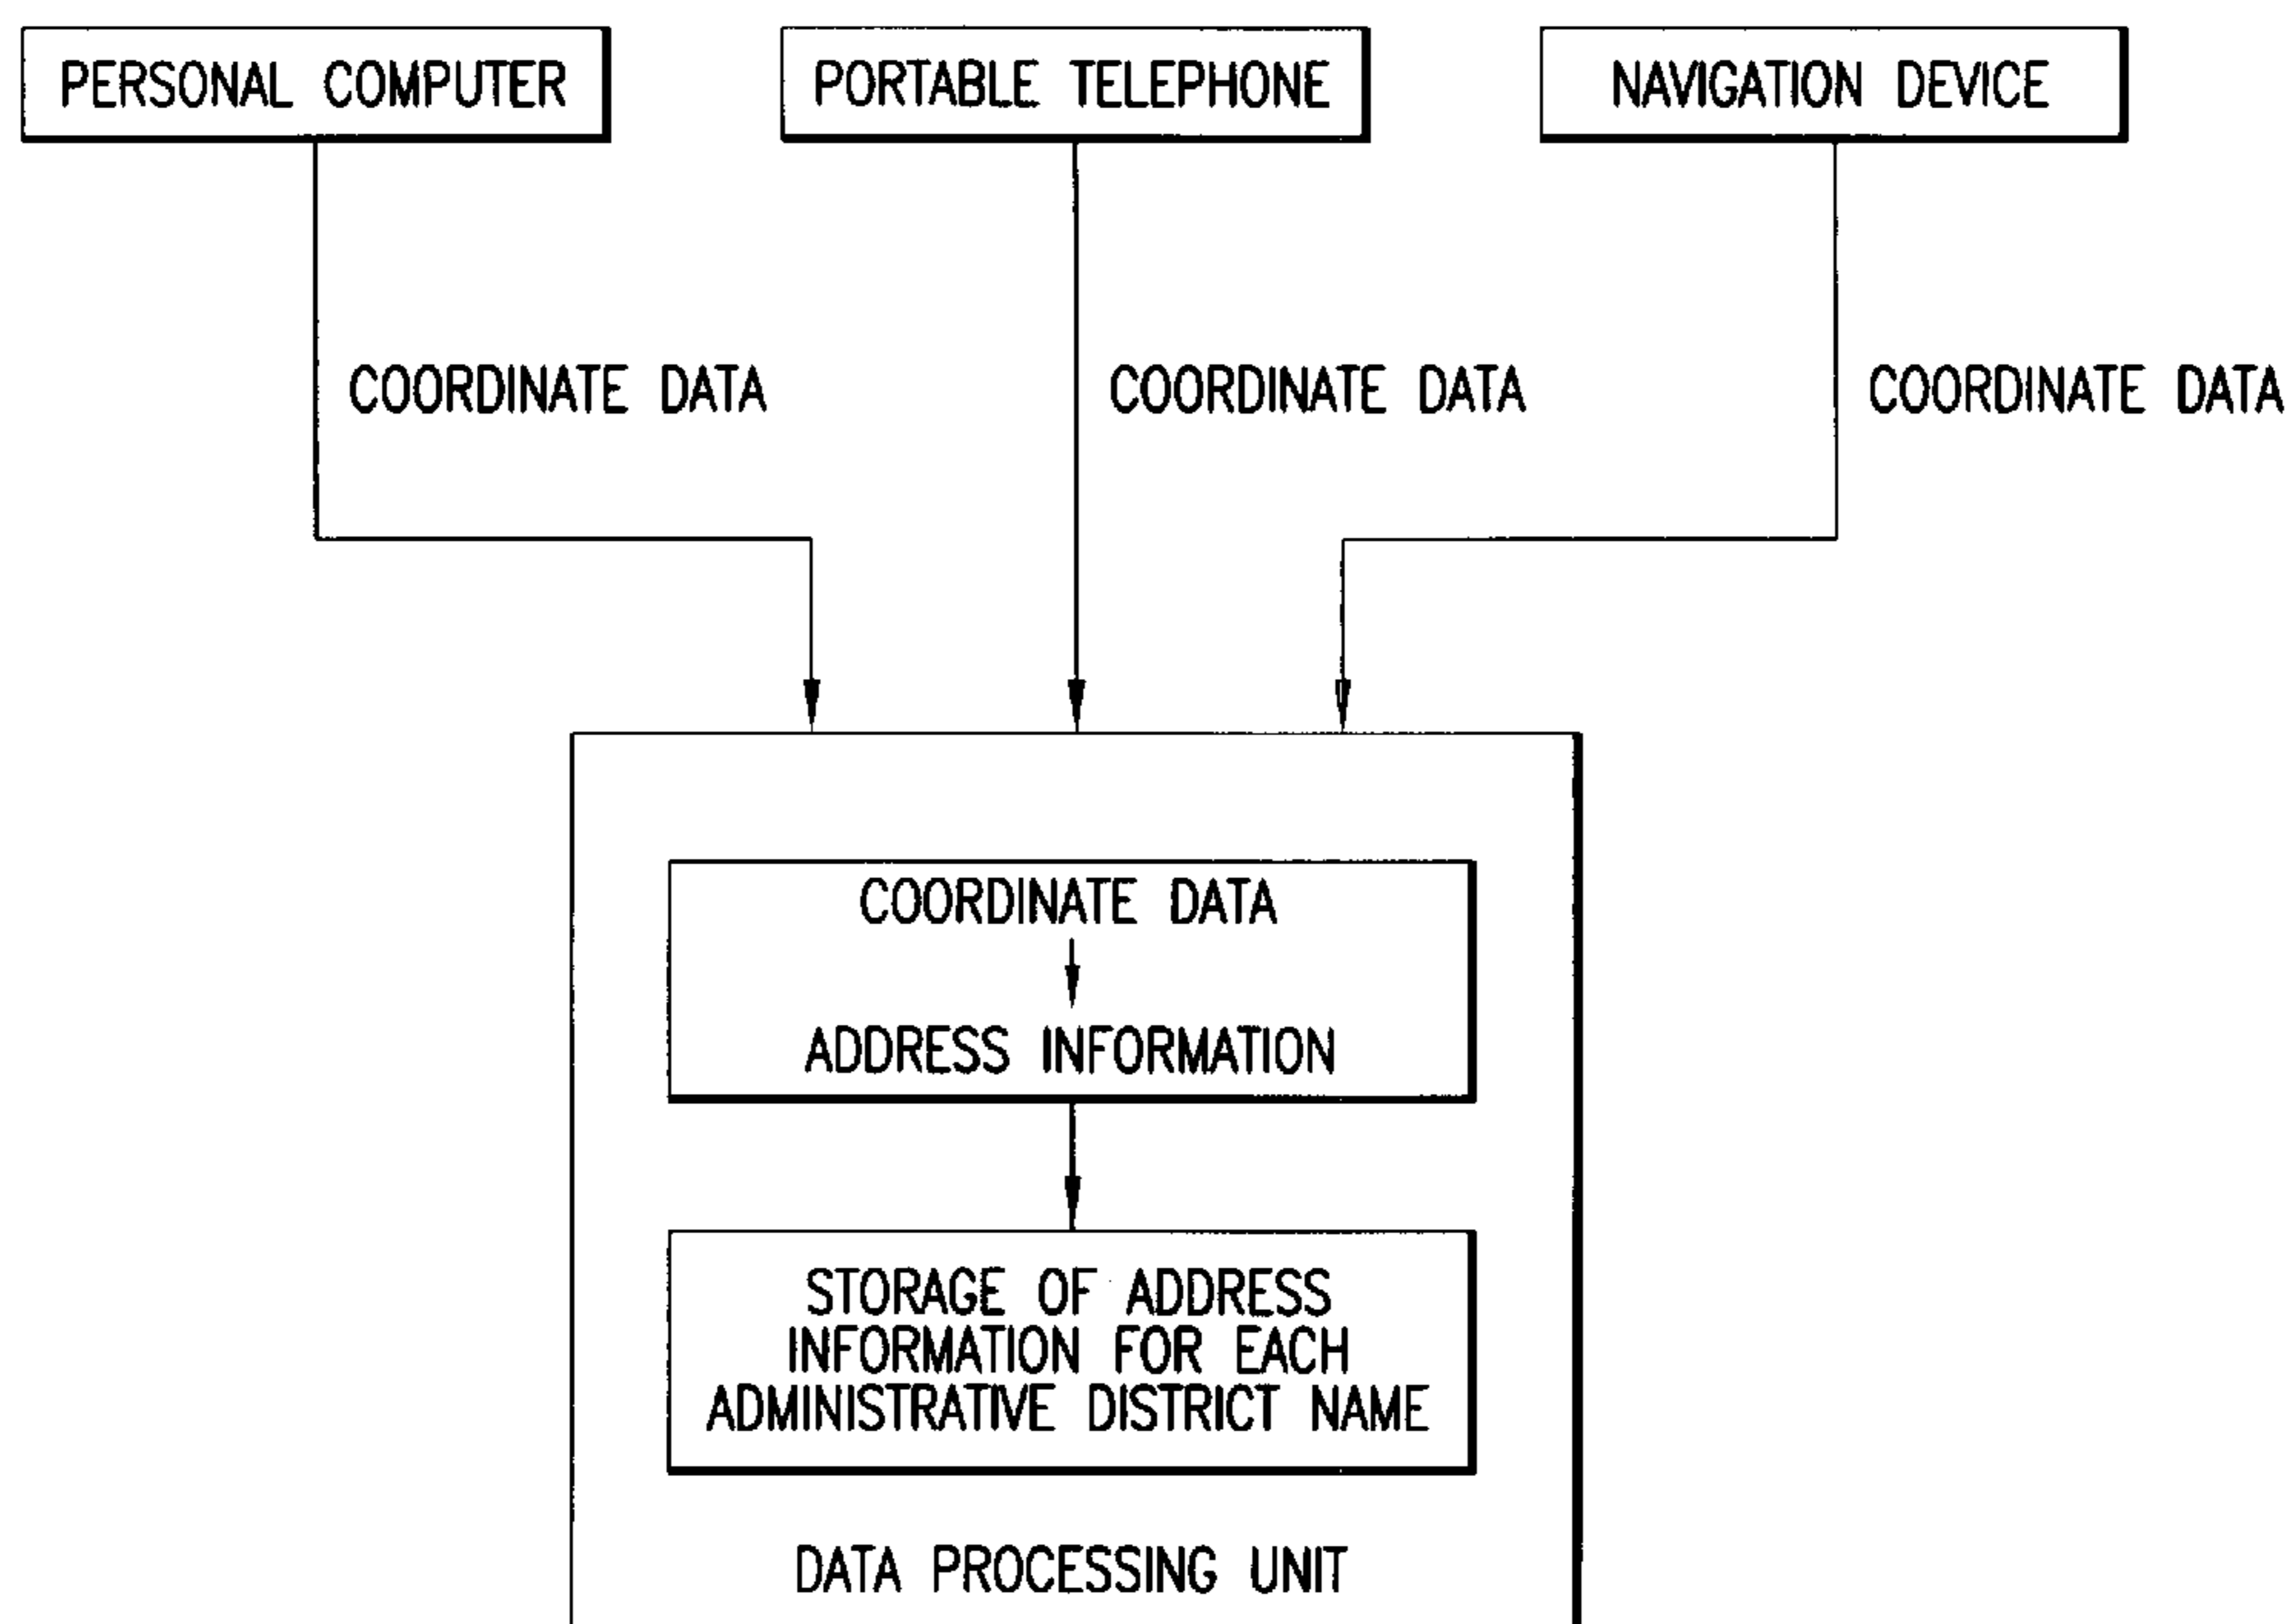 PERSONAL COMPUTER
PORTABLE TELEPHONE
NAVIGATION DEVICE
COORDINATE DATA
COORDINATE DATA
COORDINATE DATA
COORDINATE DATA
ADDRESS INFORMATION
STORAGE OF ADDRESS
INFORMATION FOR EACH
ADMINISTRATIVE DISTRICT NAME
DATA PROCESSING UNIT